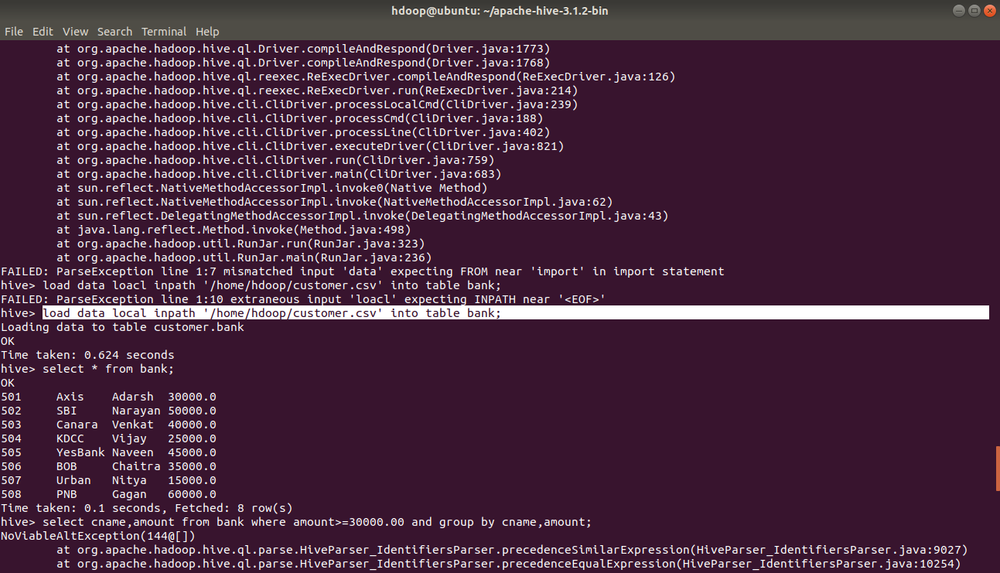 hdoop@ubuntu: ~/apache-hive-3.1.2-bin
File Edit View Search Terminal Help
at org.apache.hadoop.hive.ql.Driver.compileAndRespond(Driver.java:1773)
at org.apache.hadoop.hive.ql.Driver.compileAndRespond(Driver.java:1768)
at org.apache.hadoop.hive.ql.reexec.ReExecDriver.compileAndRespond(ReExecDriver.java:126)
at org.apache.hadoop.hive.ql.reexec.ReExecDriver.run(ReExecDriver.java:214)
at org.apache.hadoop.hive.cli.CliDriver.processLocalCmd(CliDriver.java:239)
at org.apache.hadoop.hive.cli.CliDriver.processCmd(CliDriver.java:188)
at org.apache.hadoop.hive.cli.CliDriver.processLine(CliDriver.java:402)
at org.apache.hadoop.hive.cli.CliDriver.executeDriver(CliDriver.java:821)
at org.apache.hadoop.hive.cli.CliDriver.run(CliDriver.java:759)
at org.apache.hadoop.hive.cli.CliDriver.main(CliDriver.java:683)
at sun.reflect.NativeMethodAccessorImpl.invoke0(Native Method)
at sun.reflect.NativeMethodAccessorImpl.invoke(NativeMethodAccessorImpl.java:62)
at sun.reflect.DelegatingMethodAccessorImpl.invoke(DelegatingMethodAccessorImpl.java:43)
at java.lang.reflect.Method.invoke(Method.java:498)
at org.apache.hadoop.util.RunJar.run(RunJar.java:323)
at org.apache.hadoop.util.RunJar.main(RunJar.java:236)
FAILED: ParseException line 1:7 mismatched input 'data' expecting FROM near 'import' in import statement
hive> load data loacl inpath '/home/hdoop/customer.csv' into table bank;
FAILED: ParseException line 1:10 extraneous input 'loacl' expecting INPATH near '<EOF>'
hive> load data local inpath '/home/hdoop/customer.csv' into table bank;
Loading data to table customer.bank
OK
Time taken: 0.624 seconds
hive> select * from bank;
OK
501 Axis Adarsh 30000.0
502 SBI Narayan 50000.0
503 Canara Venkat 40000.0
504 KDCC Vijay 25000.0
505 YesBank Naveen 45000.0
506 BOB Chaitra 35000.0
507 Urban Nitya 15000.0
508 PNB Gagan 60000.0
Time taken: 0.1 seconds, Fetched: 8 row(s)
hive> select cname,amount from bank where amount>=30000.00 and group by cname,amount;
NoViableAltException(144@[])
at org.apache.hadoop.hive.ql.parse.HiveParser_IdentifiersParser.precedenceSimilarExpression(HiveParser_IdentifiersParser.java:9027)
at org.apache.hadoop.hive.ql.parse.HiveParser_IdentifiersParser.precedenceEqualExpression(HiveParser_IdentifiersParser.java:10254)